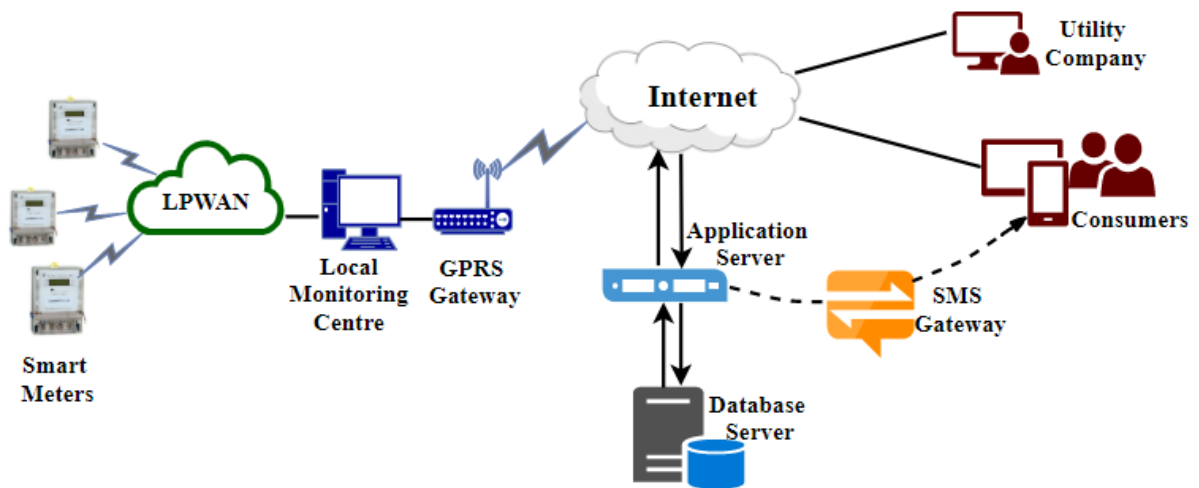 Utility
Company
Internet
LPWAN
Smart
Meters
Local
Monitoring
Centre
GPRS
Gateway
Application
Server
Consumers
SMS
Gateway
Database
Server